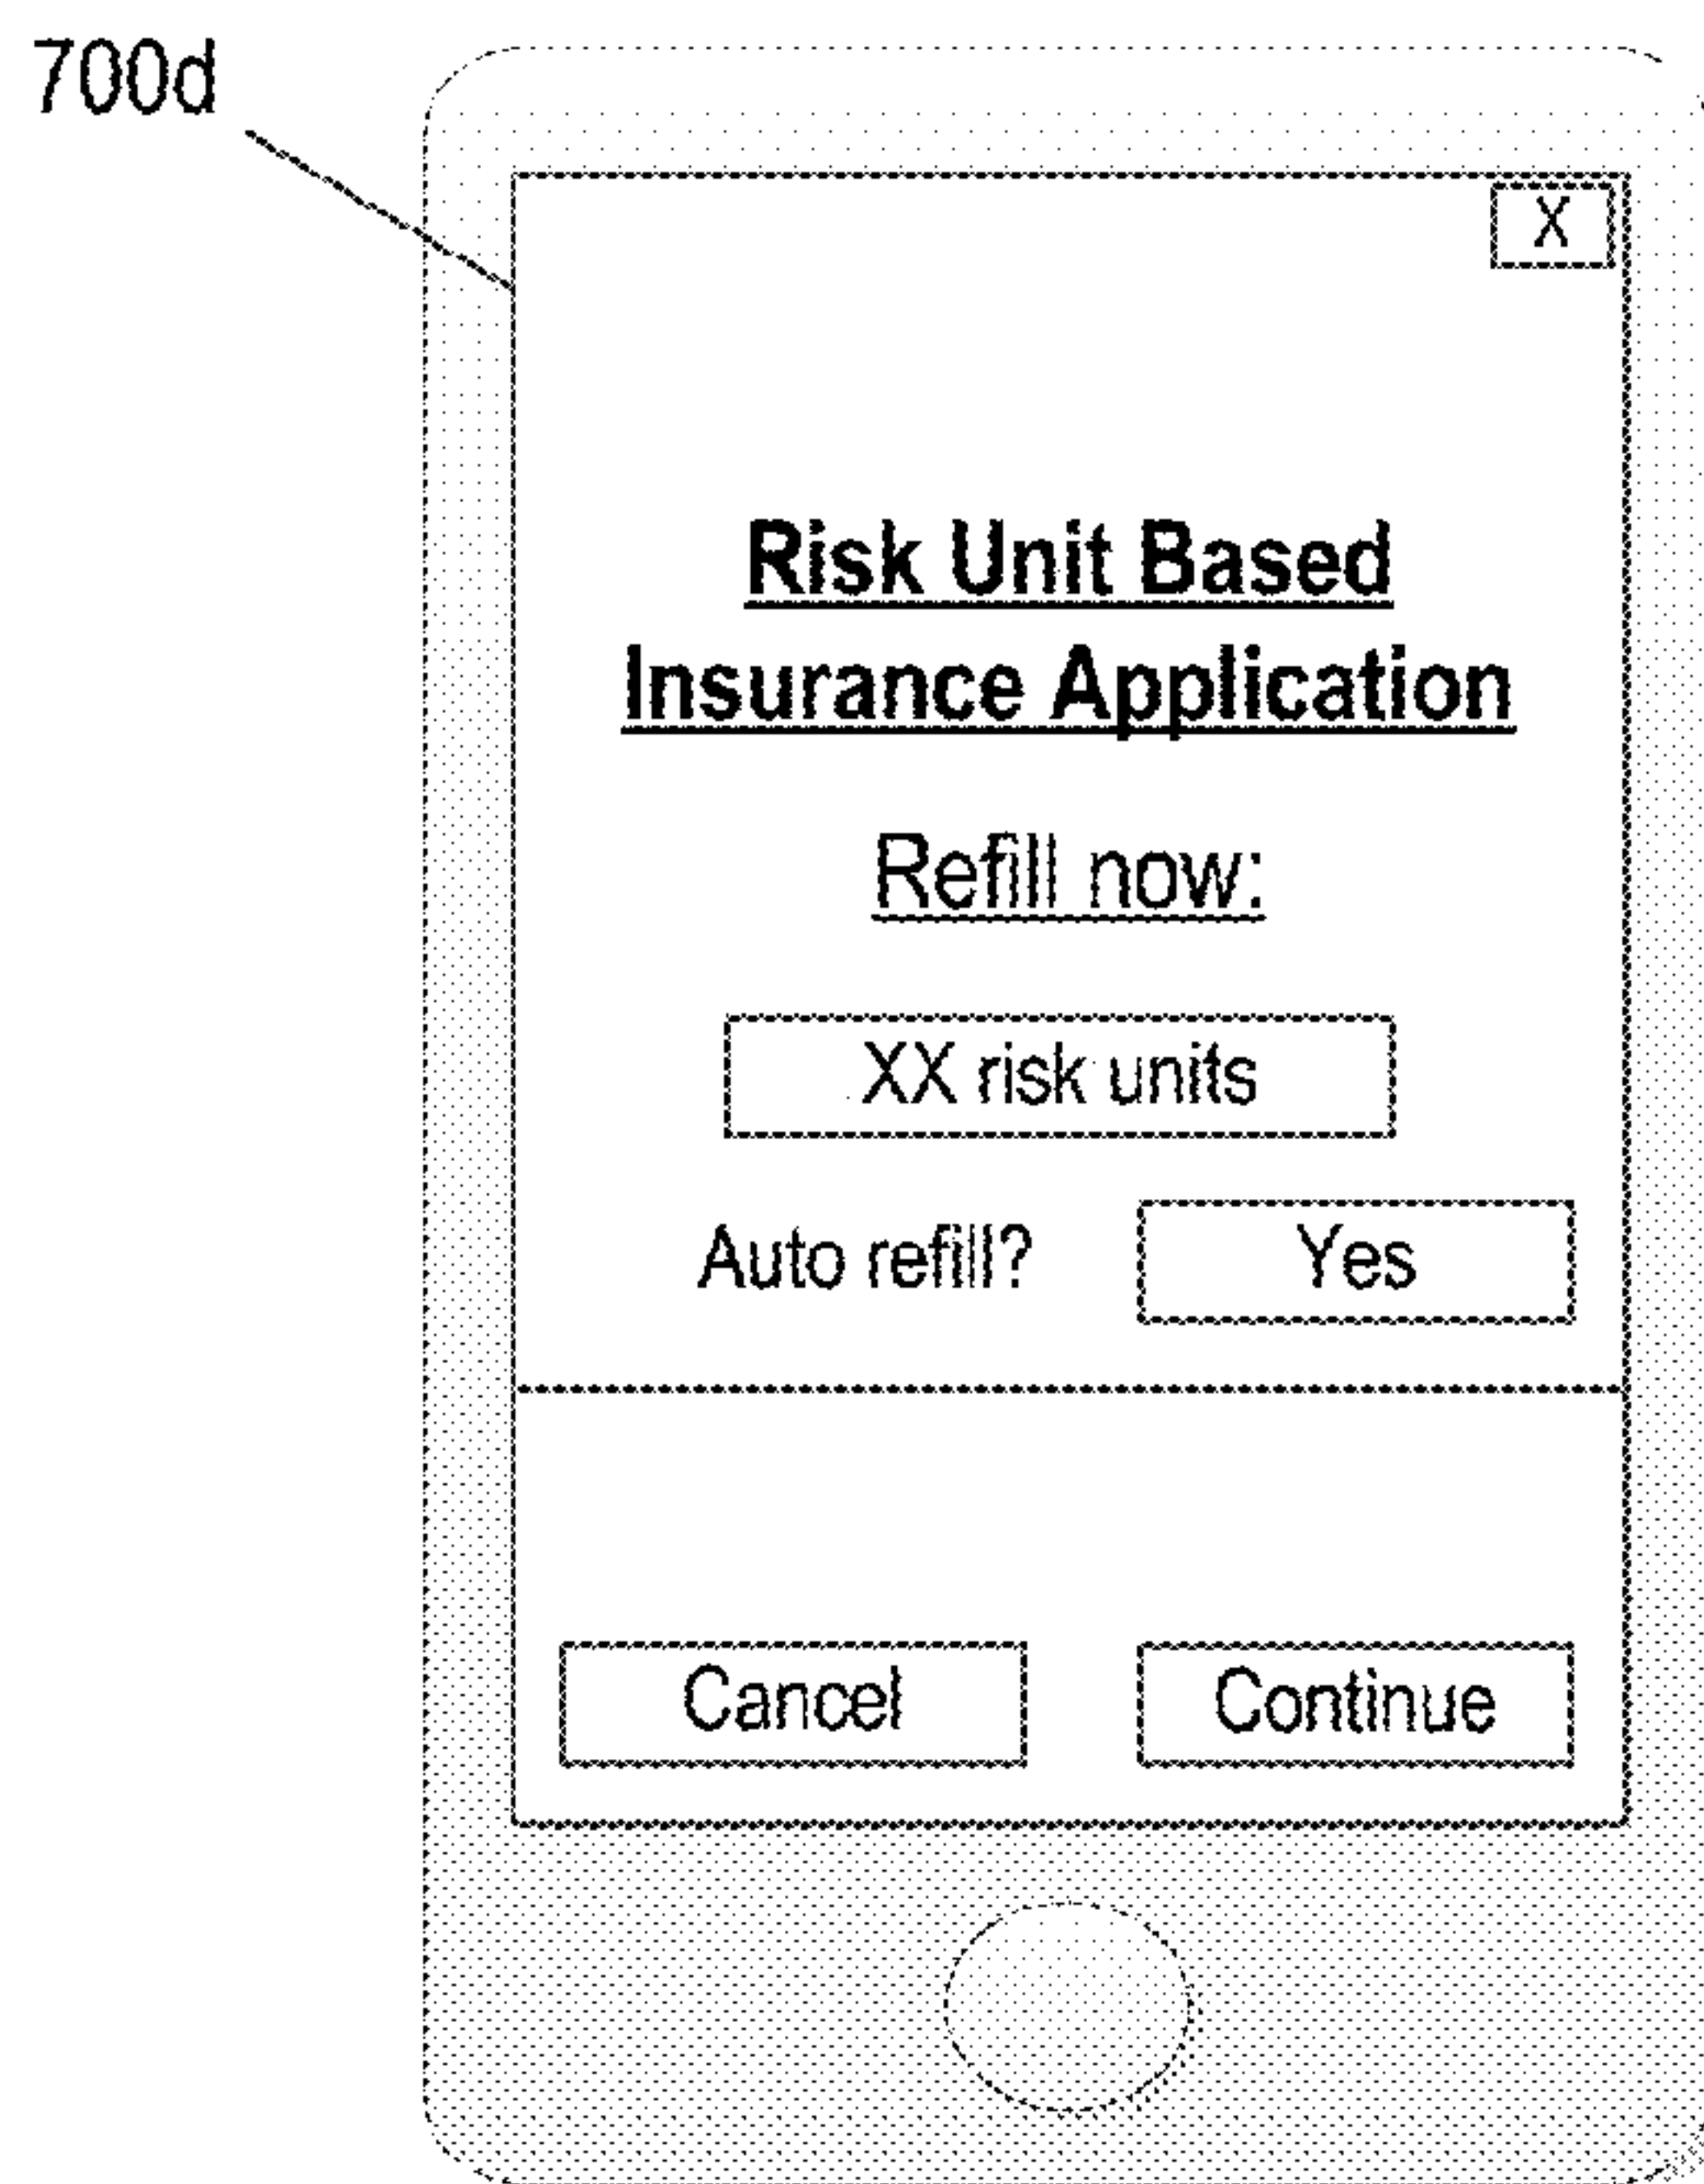 700d
X
Risk Unit Based
Insurance Application
Refill now:
XX risk units
Auto refill? Yes
Cancel Continue